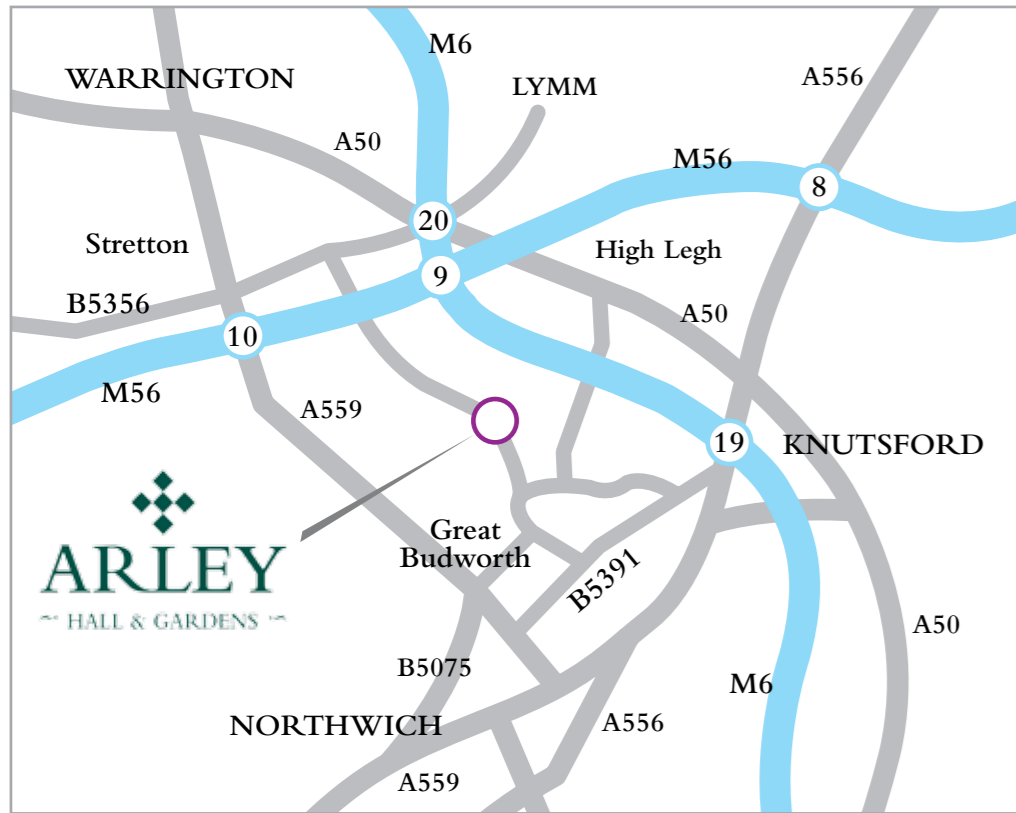 M6
WARRINGTON
LYMM
A556
A50
M56
8
20
Stretton
High Legh
9
B5356
A50
10
M56
A559
19
KNUTSFORD
Great
Budworth
ARLEY
~ HALL & GARDENS ~
B5391
A50
B5075
M6
NORTHWICH
A556
A559